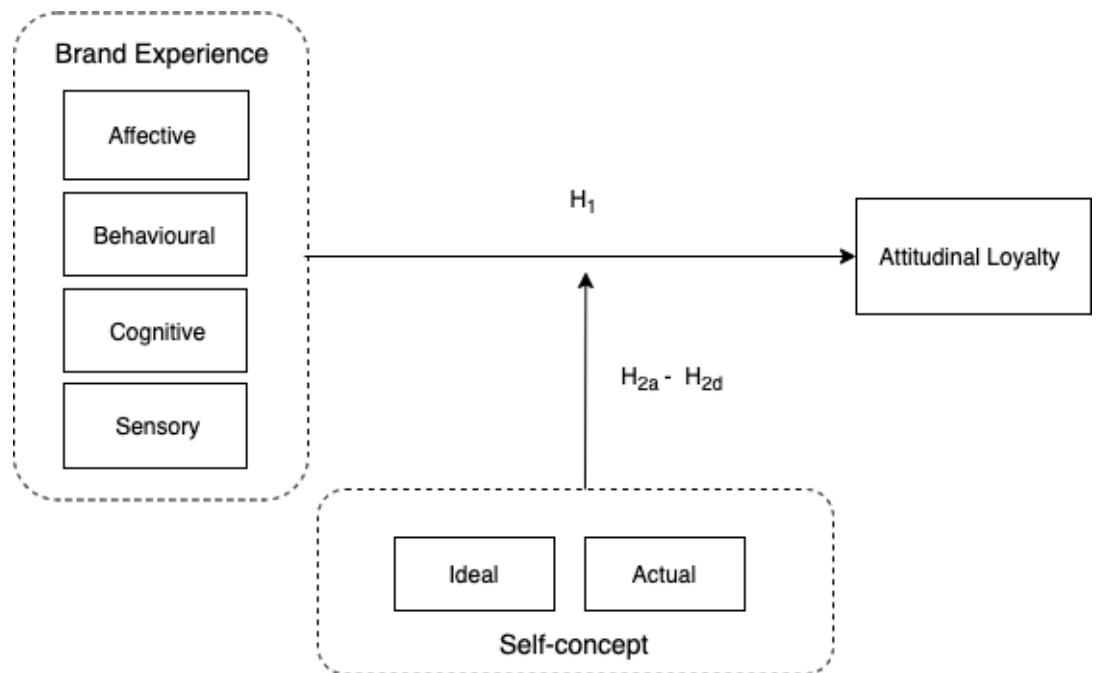 Brand Experience
Affective
Behavioural
Cognitive
Sensory
H₁
Attitudinal Loyalty
H₂ₐ - H₂d
Ideal
Actual
Self-concept